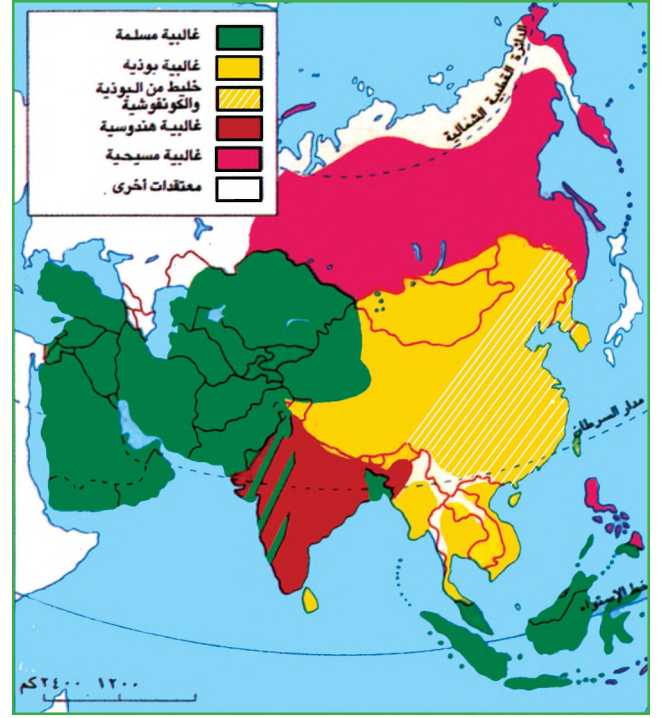 غالبية مسلمة
غالبية بوذية
خليط من البوذية
والكونفوشية
غالبية هندوسية
غالبية مسيحية
معتقدات أخرى
الدائرة القطبية الشمالية
مدار السرطان
خط الإستواء
١٢٠٠ ٢٤٠٠كم